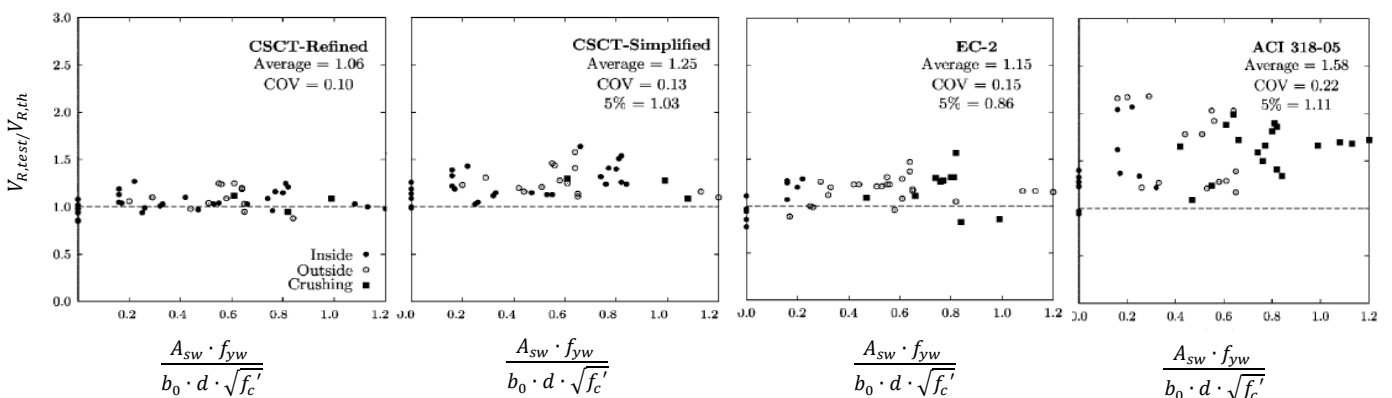 V_R,test/V_R,th
3.0
2.5
2.0
1.5
1.0
0.5
0.0
CSCT-Refined
Average = 1.06
COV = 0.10
Inside
Outside
Crushing
0.2 0.4 0.6 0.8 1.0 1.2
A_sw · f_yw
b_0 · d · √f_c'
CSCT-Simplified
Average = 1.25
COV = 0.13
5% = 1.03
0.0 0.2 0.4 0.6 0.8 1.0 1.2
A_sw · f_yw
b_0 · d · √f_c'
EC-2
Average = 1.15
COV = 0.15
5% = 0.86
0.0 0.2 0.4 0.6 0.8 1.0 1.2
A_sw · f_yw
b_0 · d · √f_c'
ACI 318-05
Average = 1.58
COV = 0.22
5% = 1.11
0.0 0.2 0.4 0.6 0.8 1.0 1.2
A_sw · f_yw
b_0 · d · √f_c'